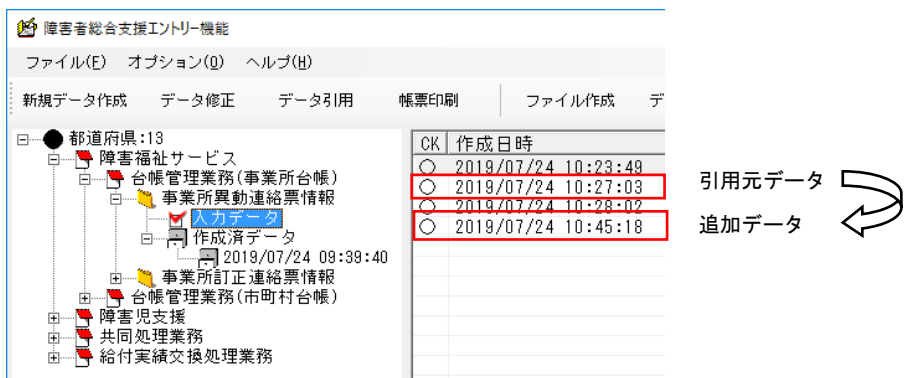 障害者総合支援エントリー機能
ファイル(F) オプション(O) ヘルプ(H)
新規データ作成 データ修正 データ引用 帳票印刷 ファイル作成 デ
都道府県:13
障害福祉サービス
台帳管理業務(事業所台帳)
事業所異動連絡票情報
入力データ
作成済データ
2019/07/24 09:39:40
事業所訂正連絡票情報
台帳管理業務(市町村台帳)
障害児支援
共同処理業務
給付実績交換処理業務
CK 作成日時
○ 2019/07/24 10:23:49
○ 2019/07/24 10:27:03
○ 2019/07/24 10:28:02
○ 2019/07/24 10:45:18
引用元データ
追加データ